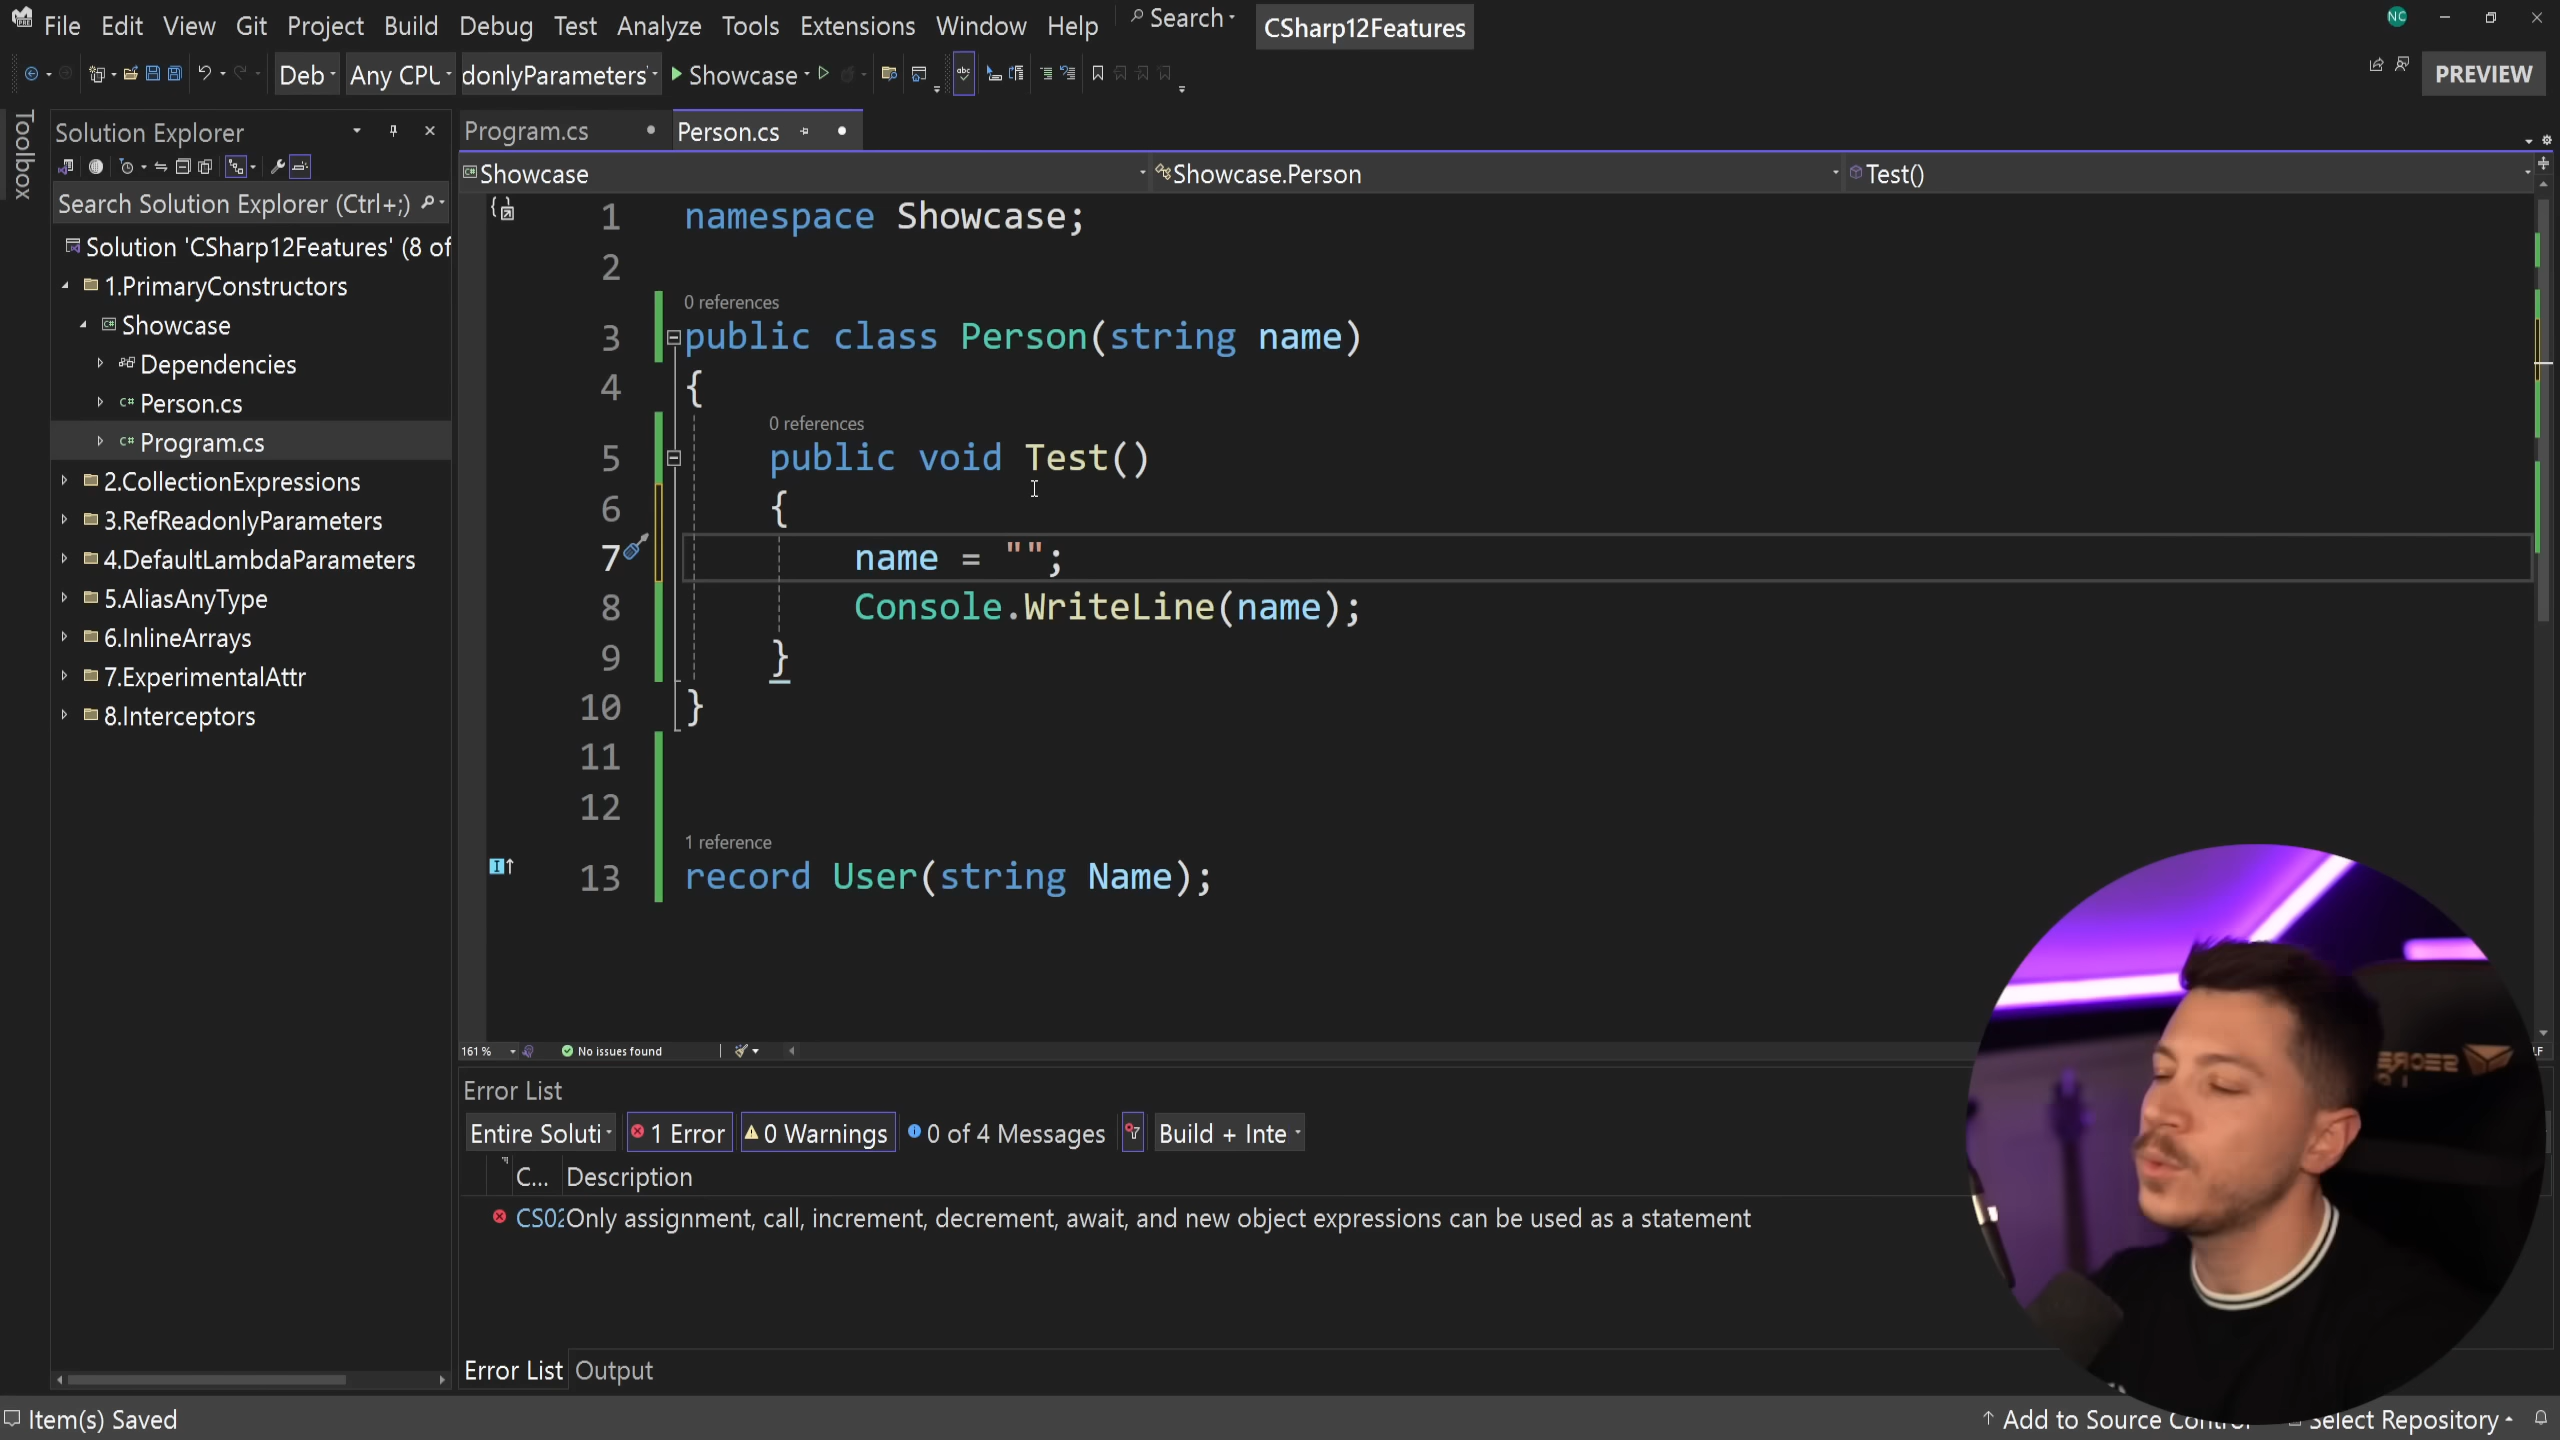 File Edit View Git Project Build Debug Test Analyze Tools Extensions Window Help Search CSharp12Features NC
Deb Any CPU donlyParameters Showcase PREVIEW
Toolbox
Solution Explorer
Search Solution Explorer (Ctrl+;)
Solution 'CSharp12Features' (8 of
1.PrimaryConstructors
Showcase
Dependencies
Person.cs
Program.cs
2.CollectionExpressions
3.RefReadonlyParameters
4.DefaultLambdaParameters
5.AliasAnyType
6.InlineArrays
7.ExperimentalAttr
8.Interceptors
Program.cs Person.cs
Showcase Showcase.Person Test()
1 namespace Showcase;
2
0 references
3 public class Person(string name)
4 {
0 references
5 public void Test()
6 {
7 name = "";
8 Console.WriteLine(name);
9 }
10 }
11
12
1 reference
13 record User(string Name);
161 % No issues found
Error List
Entire Soluti 1 Error 0 Warnings 0 of 4 Messages Build + Inte
C... Description
CS02 Only assignment, call, increment, decrement, await, and new object expressions can be used as a statement
Error List Output
Item(s) Saved Add to Source Control Select Repository